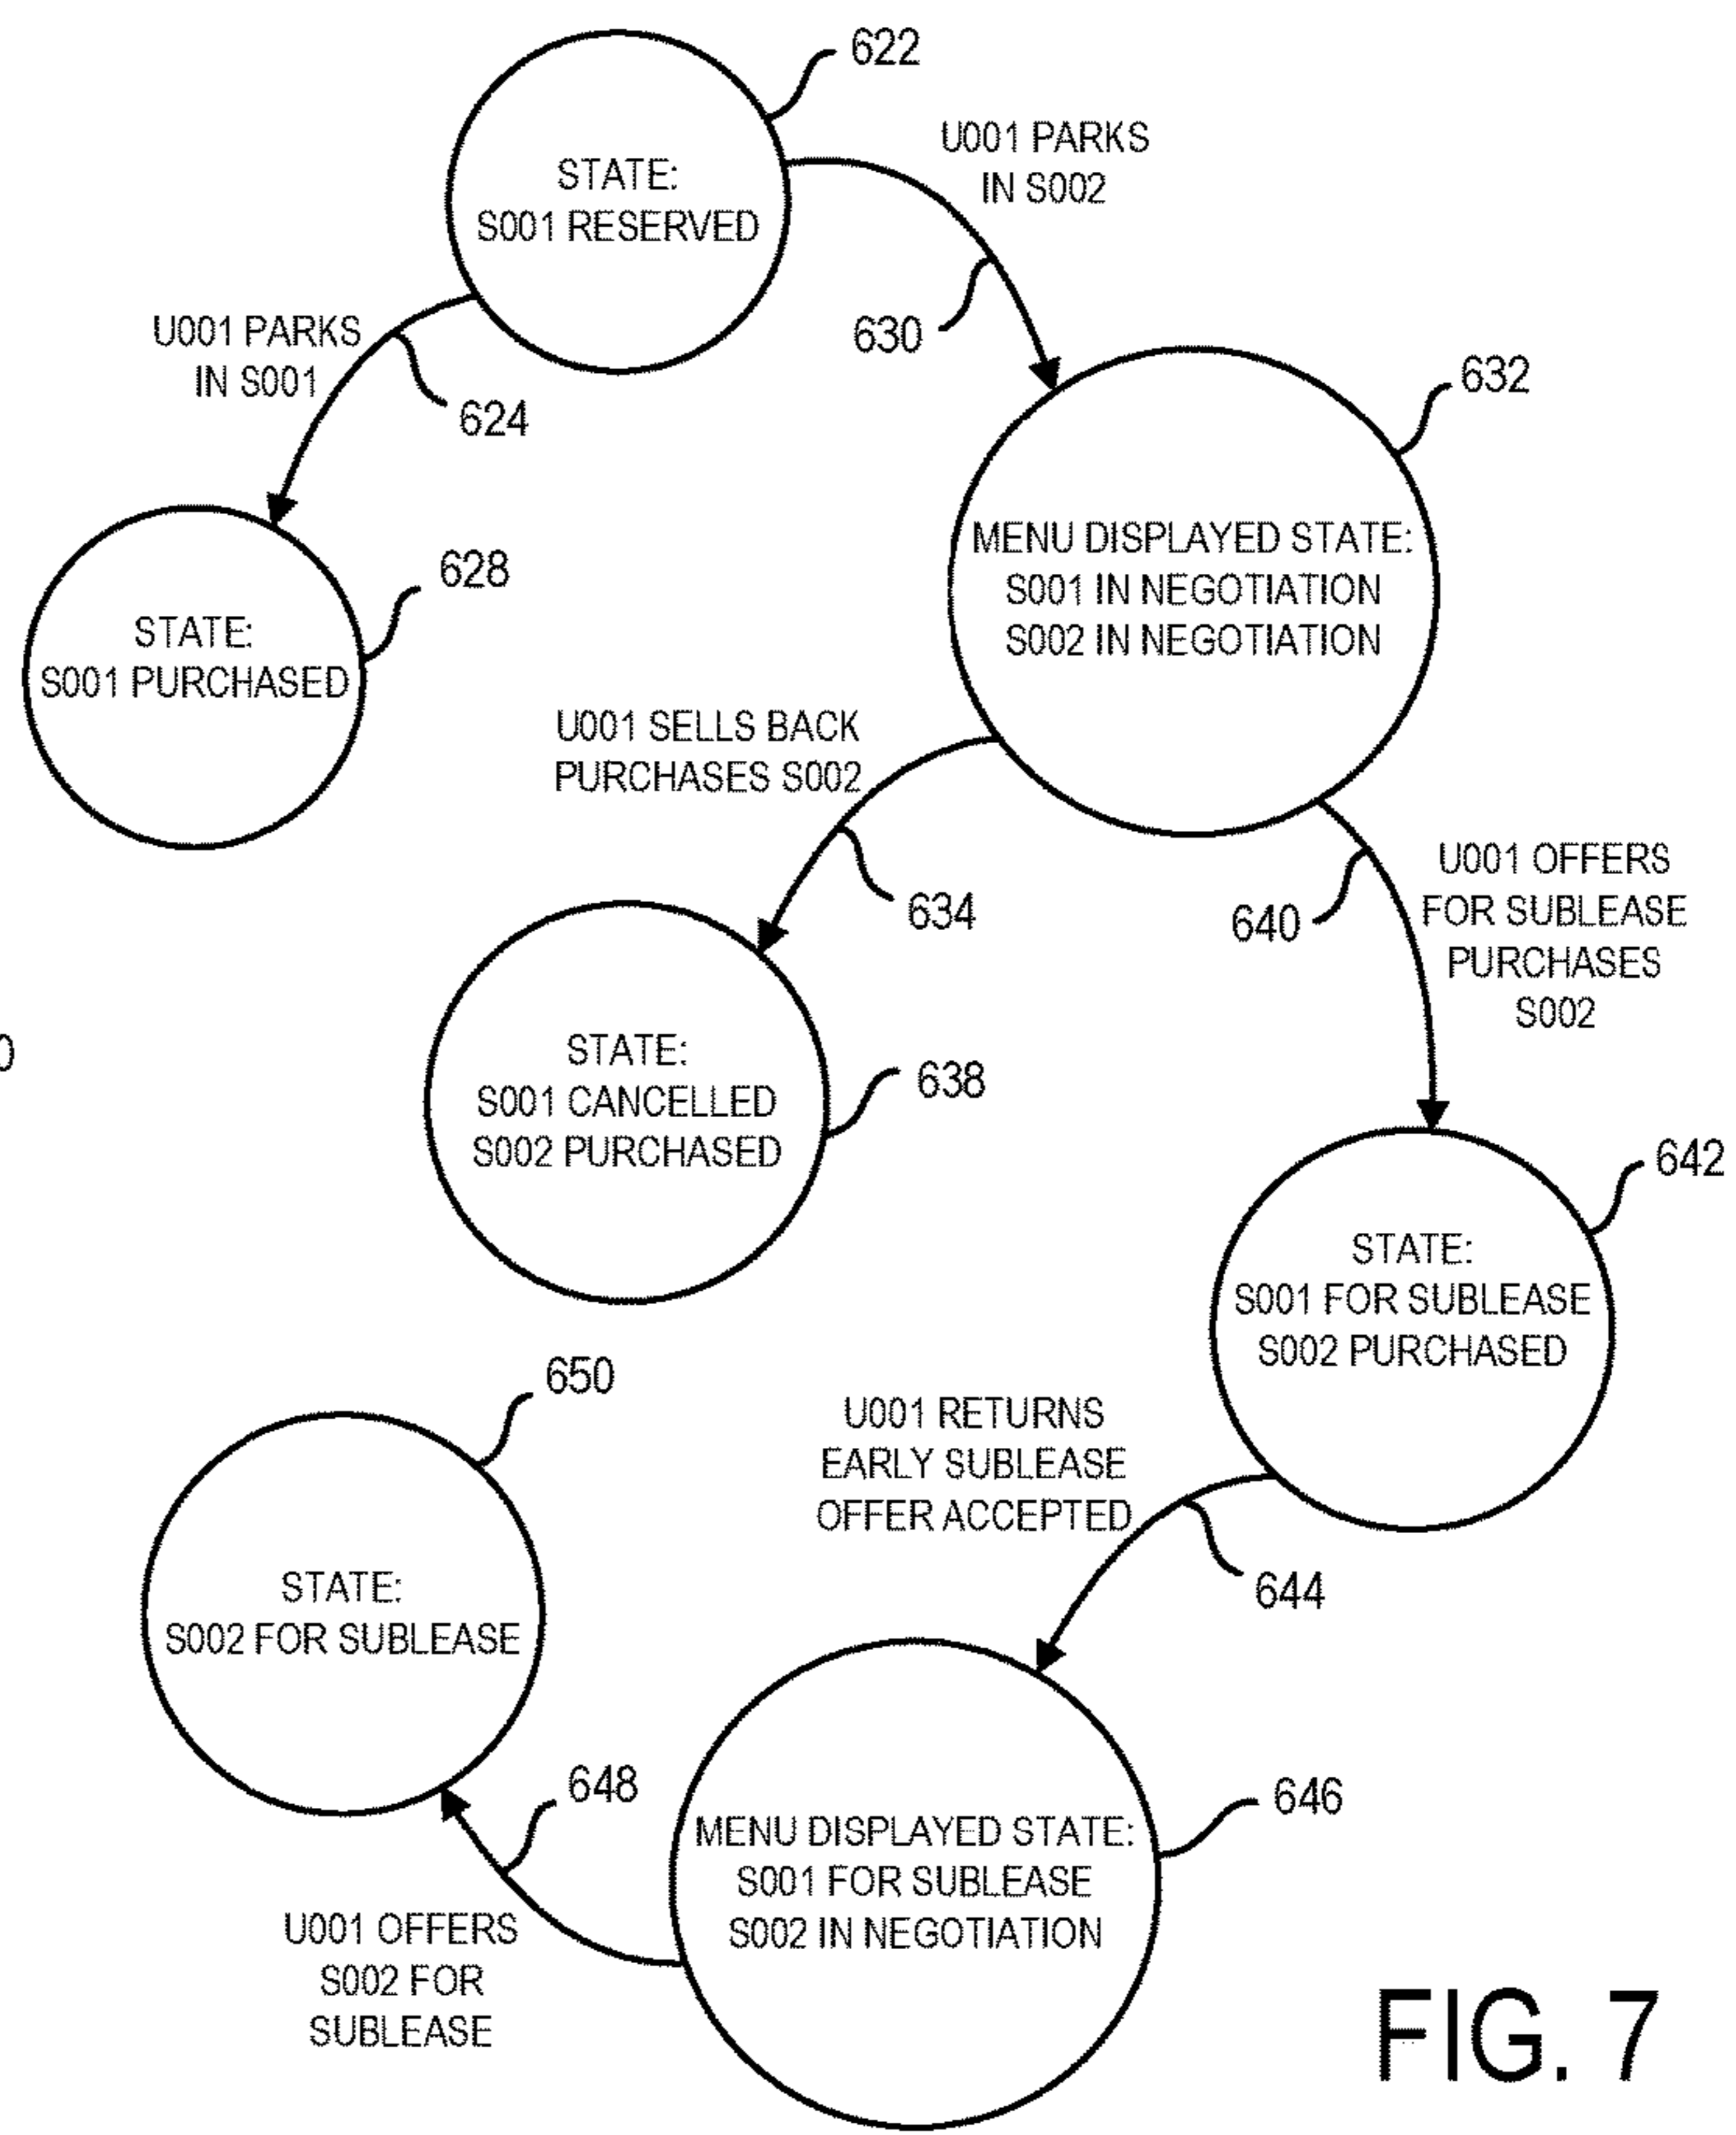 622
STATE:
S001 RESERVED
U001 PARKS
IN S002
630
U001 PARKS
IN S001
624
632
MENU DISPLAYED STATE:
S001 IN NEGOTIATION
S002 IN NEGOTIATION
628
STATE:
S001 PURCHASED
U001 SELLS BACK
PURCHASES S002
634
640
U001 OFFERS
FOR SUBLEASE
PURCHASES
S002
0
STATE:
S001 CANCELLED
S002 PURCHASED
638
642
STATE:
S001 FOR SUBLEASE
S002 PURCHASED
650
U001 RETURNS
EARLY SUBLEASE
OFFER ACCEPTED
644
STATE:
S002 FOR SUBLEASE
648
646
MENU DISPLAYED STATE:
S001 FOR SUBLEASE
S002 IN NEGOTIATION
U001 OFFERS
S002 FOR
SUBLEASE
FIG. 7